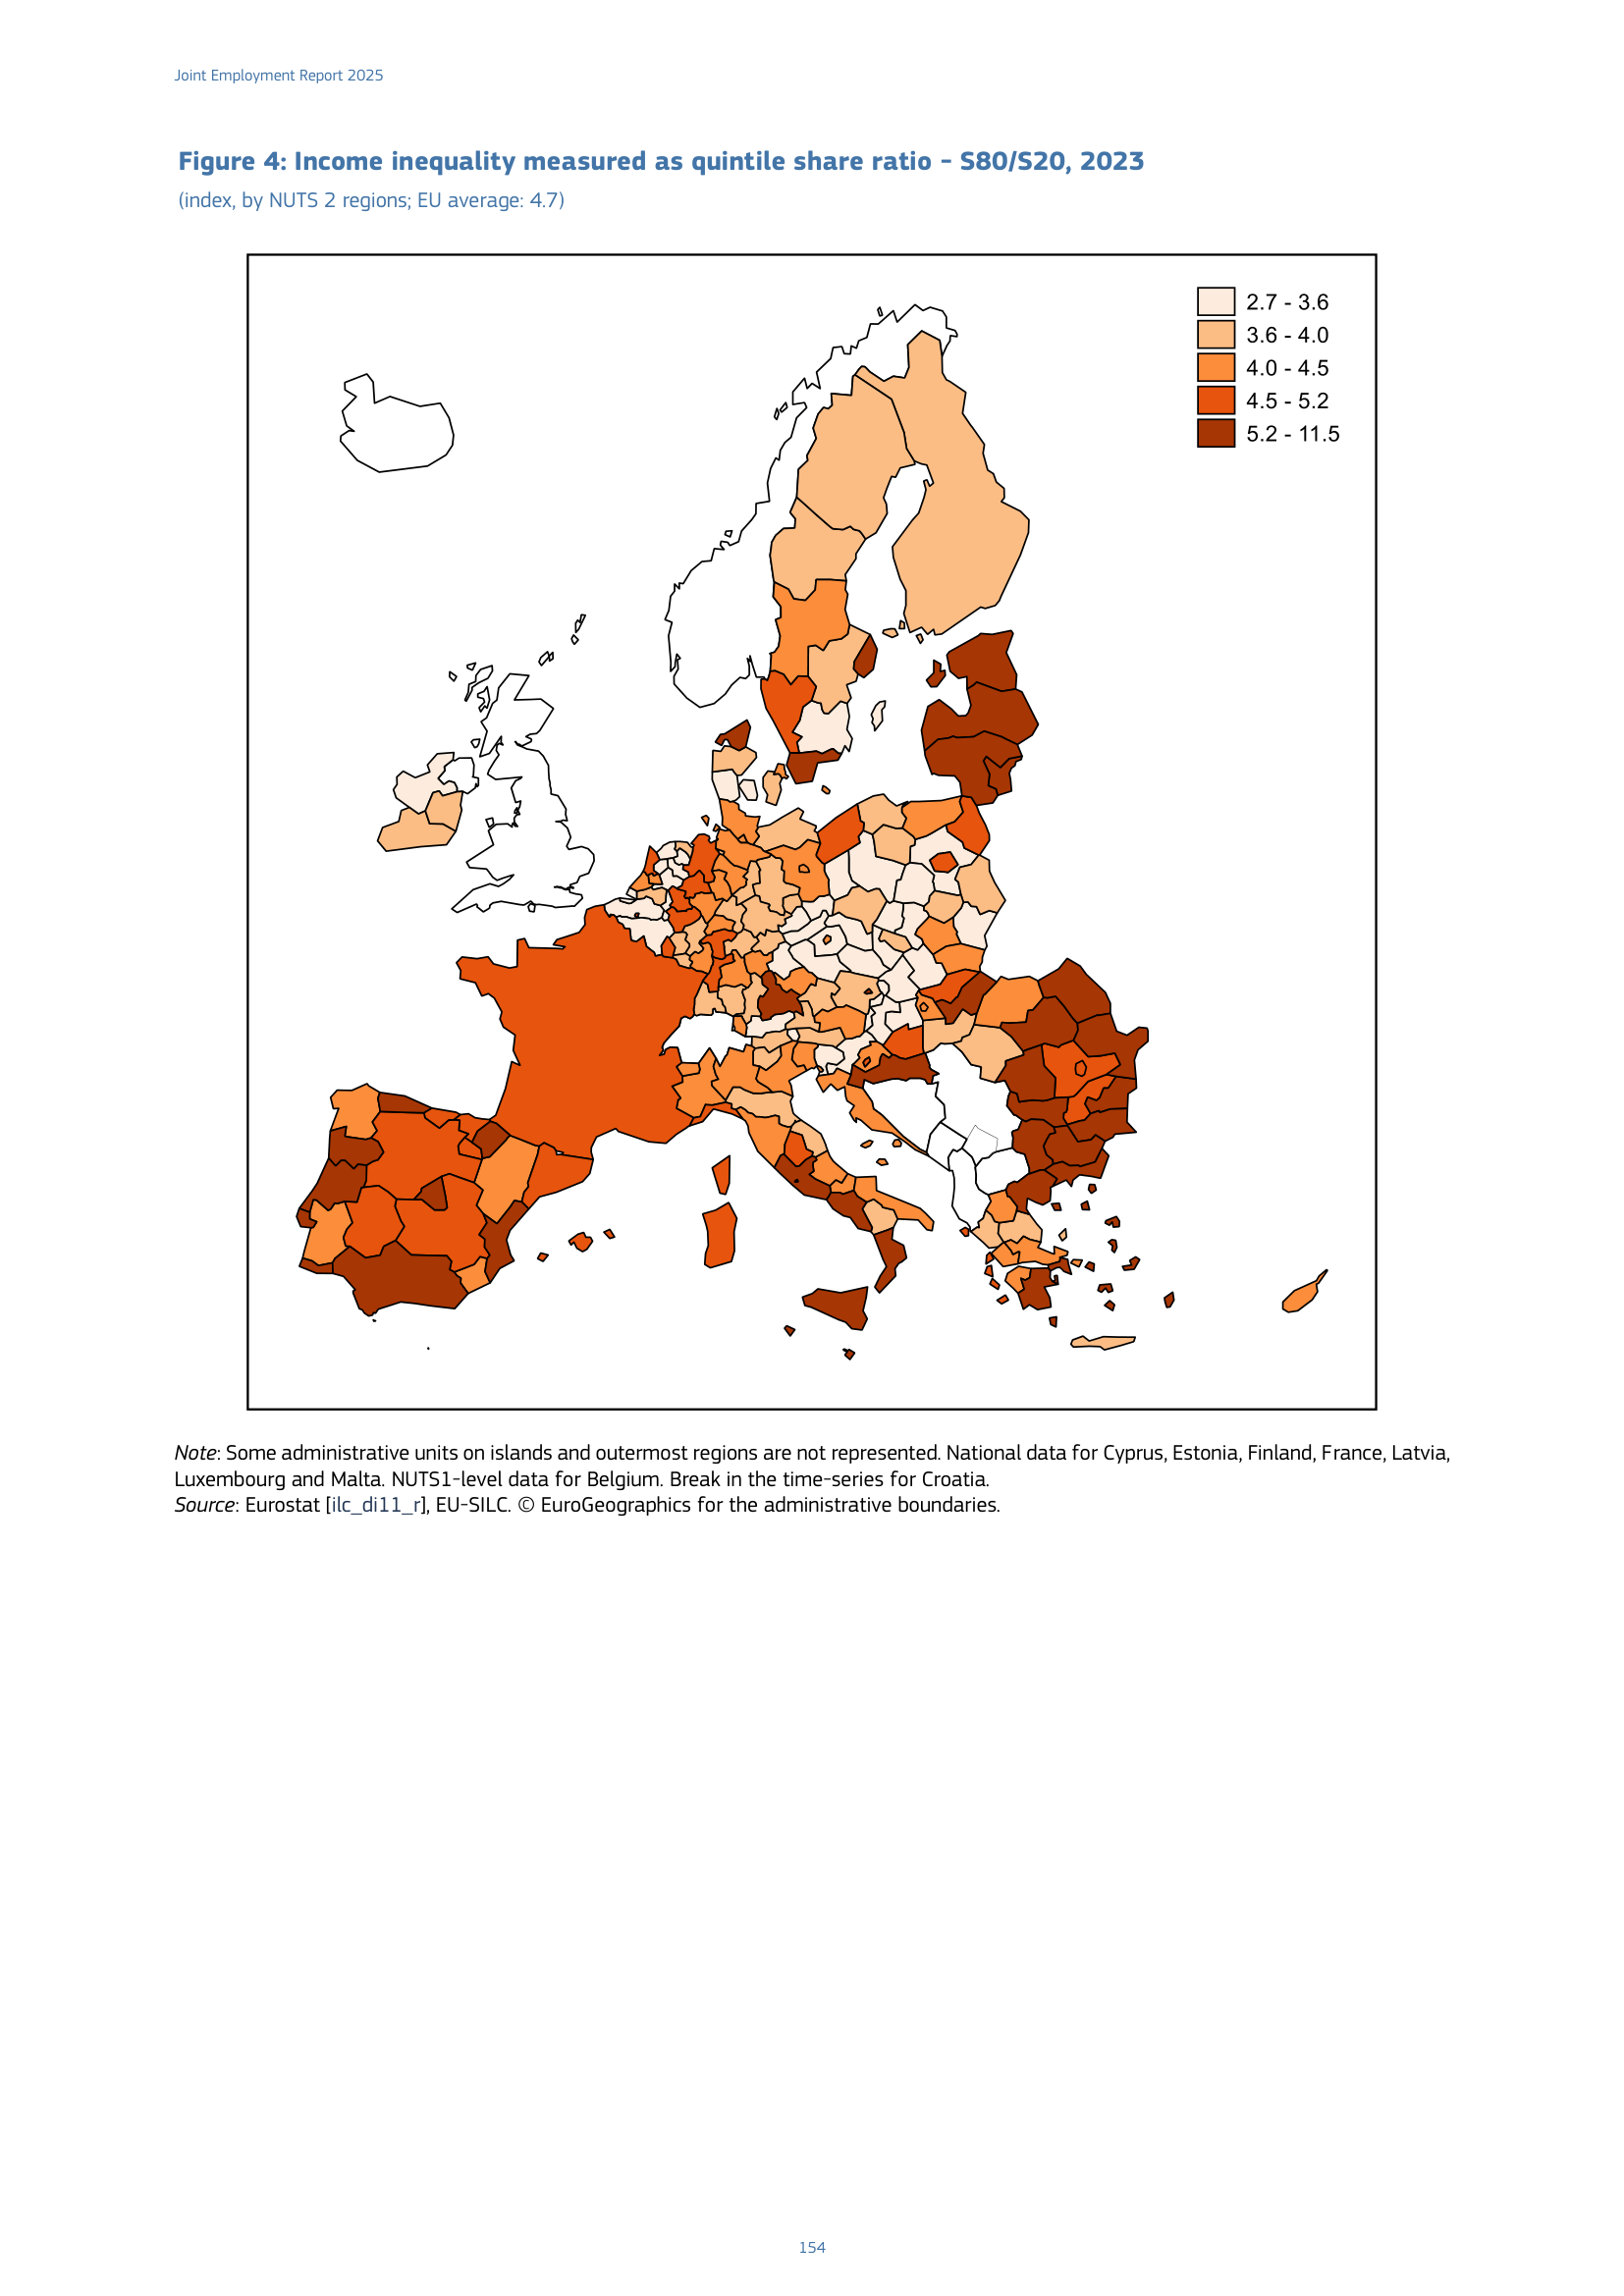 Joint Employment Report 2025
Figure 4: Income inequality measured as quintile share ratio – S80/S20, 2023
(index, by NUTS 2 regions; EU average: 4.7)
2.7 - 3.6
3.6 - 4.0
4.0 - 4.5
4.5 - 5.2
5.2 - 11.5
Note: Some administrative units on islands and outermost regions are not represented. National data for Cyprus, Estonia, Finland, France, Latvia,
Luxembourg and Malta. NUTS1-level data for Belgium. Break in the time-series for Croatia.
Source: Eurostat [ilc_di11_r], EU-SILC. © EuroGeographics for the administrative boundaries.
154